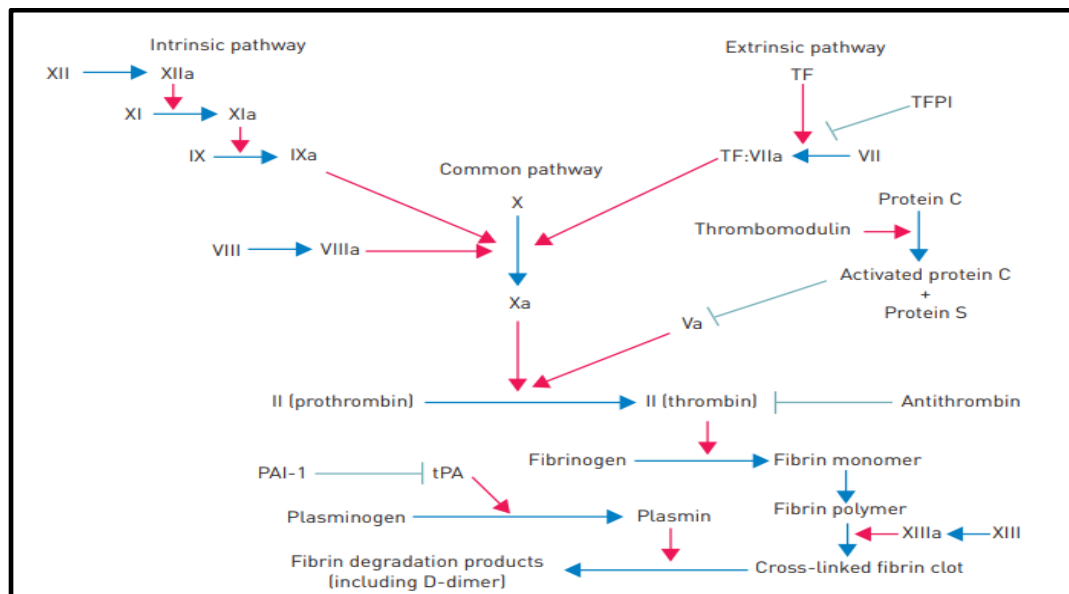 Intrinsic pathway
Extrinsic pathway
XII
XIIa
TF
XI
XIa
TFPI
IX
IXa
TF:VIIa
VII
Common pathway
X
Protein C
VIII
VIIIa
Thrombomodulin
Activated protein C
+
Protein S
Xa
Va
II (prothrombin)
II (thrombin)
Antithrombin
Fibrinogen
Fibrin monomer
PAI-1
tPA
Plasminogen
Plasmin
Fibrin polymer
XIIIa
XIII
Fibrin degradation products
(including D-dimer)
Cross-linked fibrin clot